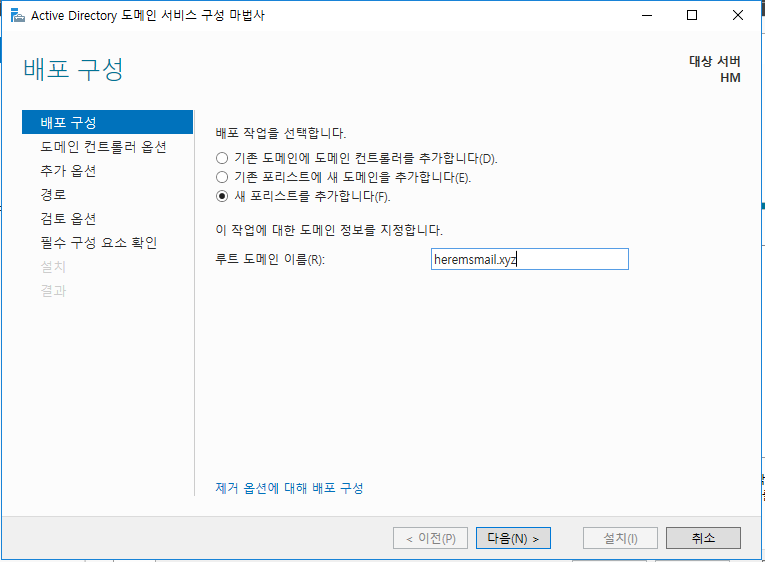 Active Directory 도메인 서비스 구성 마법사
배포 구성
대상 서버
HM
배포 구성
도메인 컨트롤러 옵션
추가 옵션
경로
검토 옵션
필수 구성 요소 확인
설치
결과
배포 작업을 선택합니다.
기존 도메인에 도메인 컨트롤러를 추가합니다(D).
기존 포리스트에 새 도메인을 추가합니다(E).
새 포리스트를 추가합니다(F).
이 작업에 대한 도메인 정보를 지정합니다.
루트 도메인 이름(R):
heremsmail.xyz
제거 옵션에 대해 배포 구성
< 이전(P)
다음(N) >
설치(I)
취소